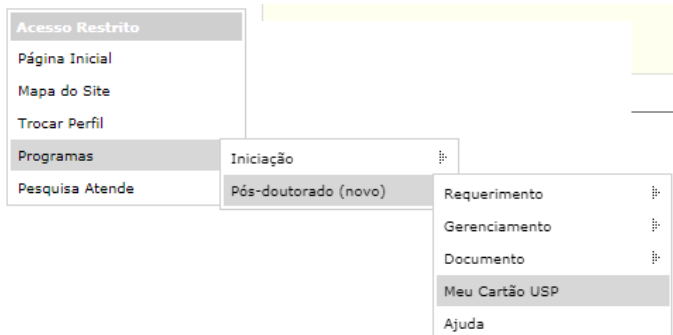 Acesso Restrito
Página Inicial
Mapa do Site
Trocar Perfil
Programas
Pesquisa Atende
Iniciação
Pós-doutorado (novo)
Requerimento
Gerenciamento
Documento
Meu Cartão USP
Ajuda